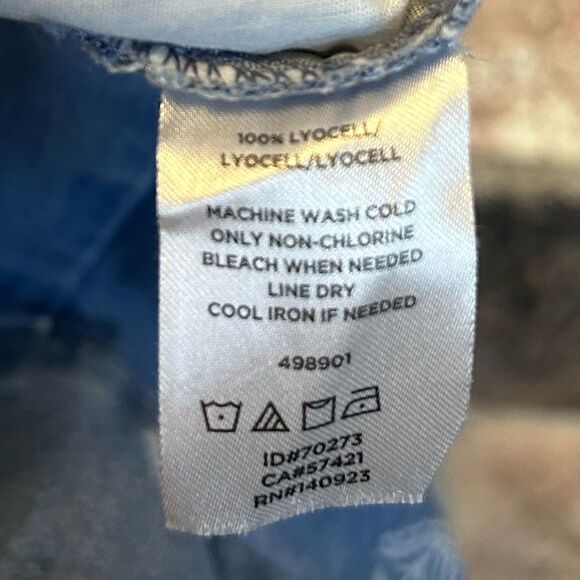 100% LYOCELL/
LYOCELL/LYOCELL
MACHINE WASH COLD
ONLY NON-CHLORINE
BLEACH WHEN NEEDED
LINE DRY
COOL IRON IF NEEDED
498901
ID#70273
CA#57421
RN#140923